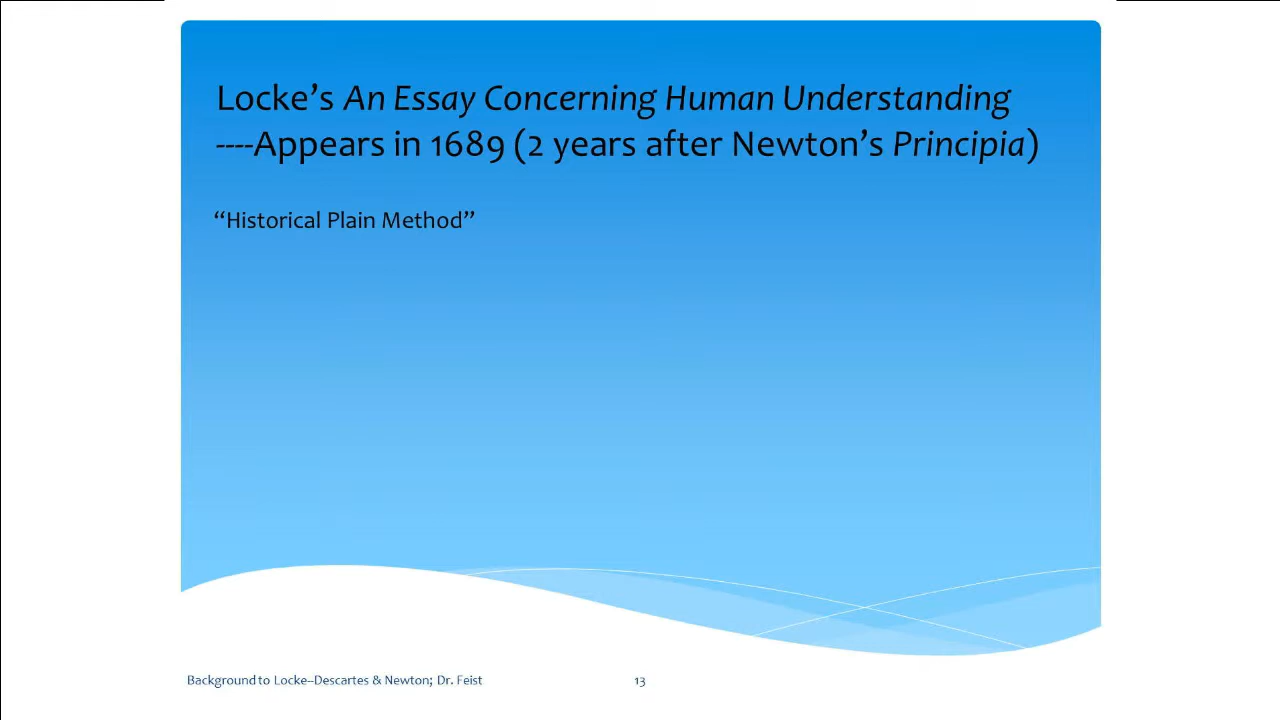 Locke’s An Essay Concerning Human Understanding
----Appears in 1689 (2 years after Newton’s Principia)
“Historical Plain Method”
Background to Locke--Descartes & Newton; Dr. Feist
13